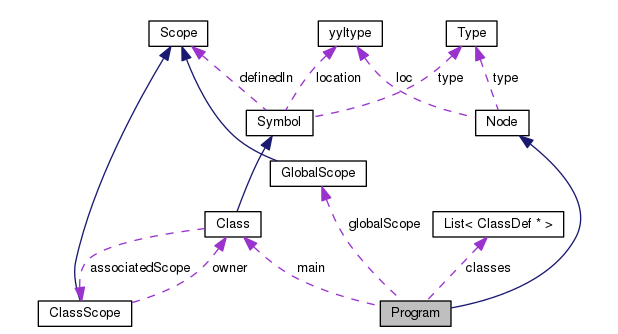 Scope
yyltype
Type
definedIn
location
loc
type
type
Symbol
Node
GlobalScope
Class
globalScope
List< ClassDef * >
associatedScope
owner
main
classes
ClassScope
Program